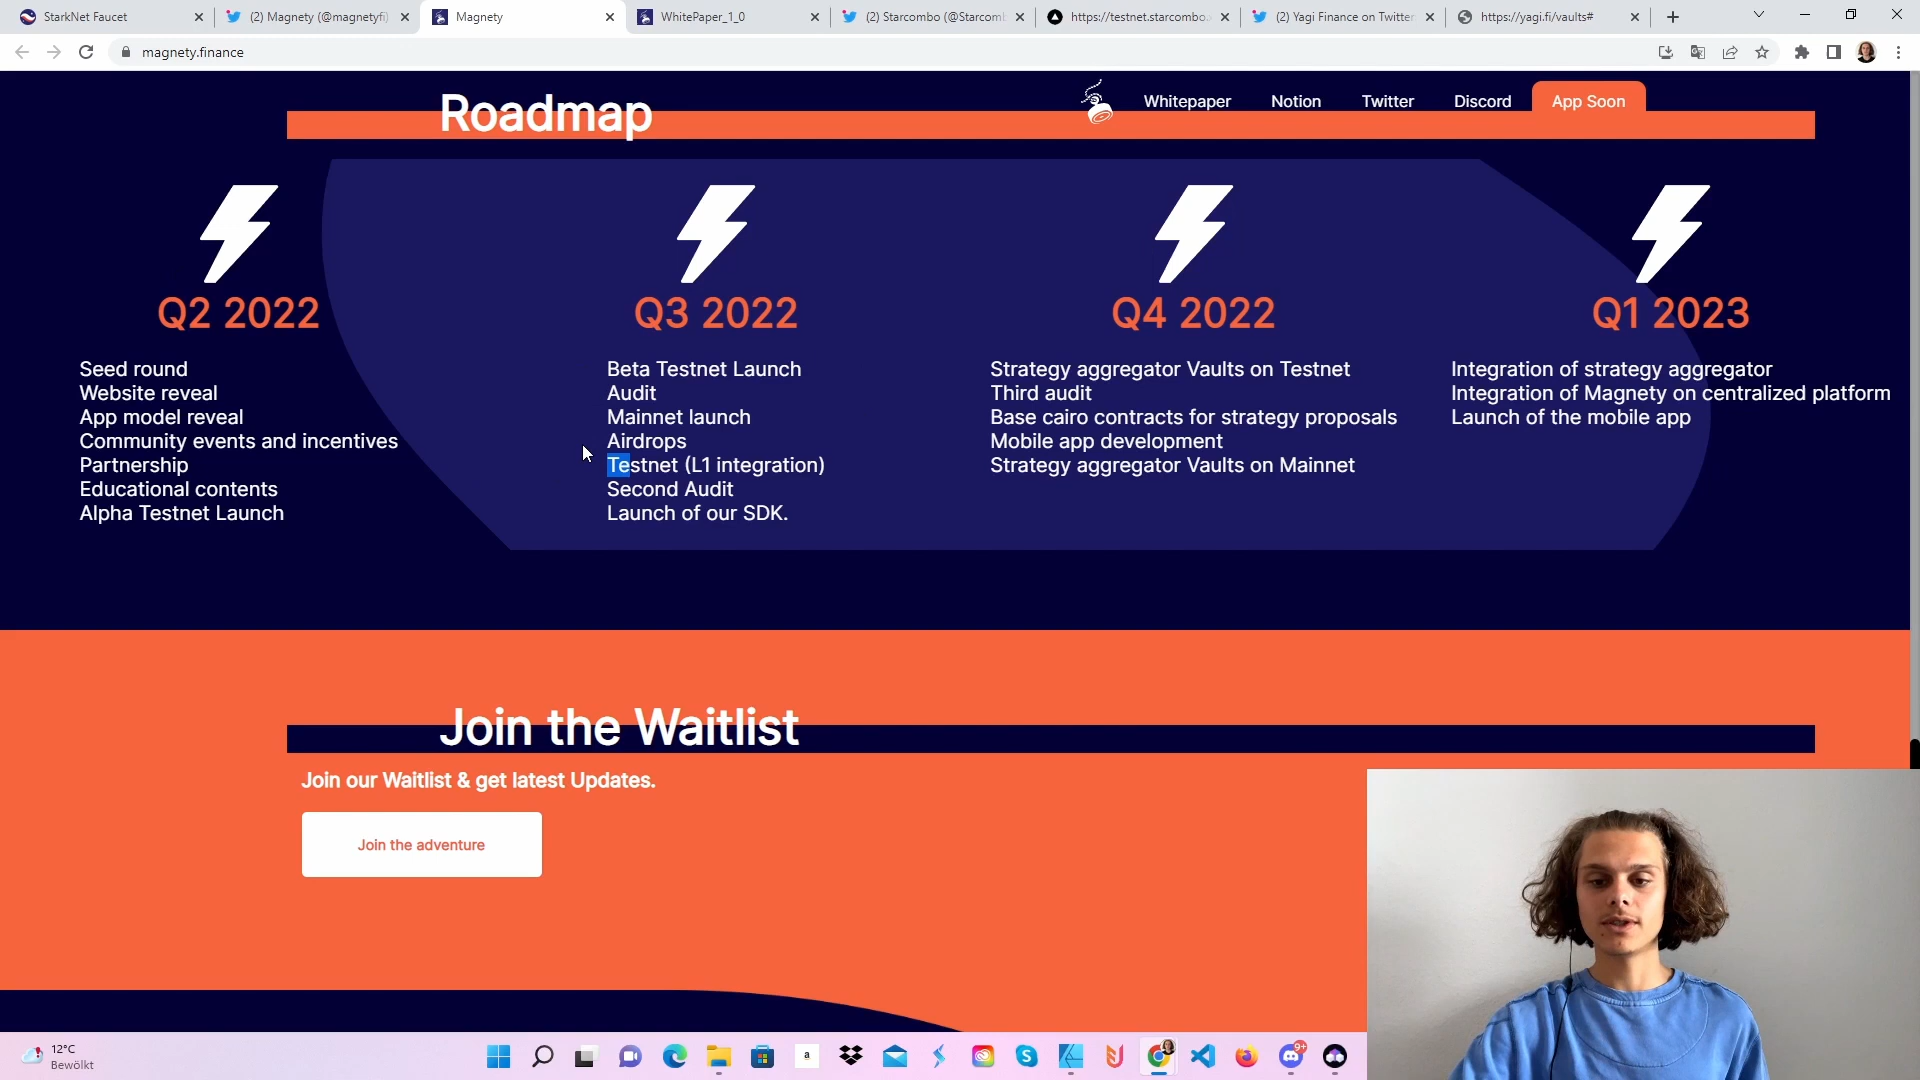 StarkNet Faucet
(2) Magnety (@magnetyfi)
Magnety
WhitePaper_1_0
(2) Starcombo (@Starcom
https://testnet.starcombo.
(2) Yagi Finance on Twitter
https://yagi.fi/vaults#
magnety.finance
Roadmap
Whitepaper
Notion
Twitter
Discord
App Soon
Q2 2022
Seed round
Website reveal
App model reveal
Community events and incentives
Partnership
Educational contents
Alpha Testnet Launch
Q3 2022
Beta Testnet Launch
Audit
Mainnet launch
Airdrops
Testnet (L1 integration)
Second Audit
Launch of our SDK.
Q4 2022
Strategy aggregator Vaults on Testnet
Third audit
Base cairo contracts for strategy proposals
Mobile app development
Strategy aggregator Vaults on Mainnet
Q1 2023
Integration of strategy aggregator
Integration of Magnety on centralized platform
Launch of the mobile app
Join the Waitlist
Join our Waitlist & get latest Updates.
Join the adventure
12°C
Bewölkt
a
9+